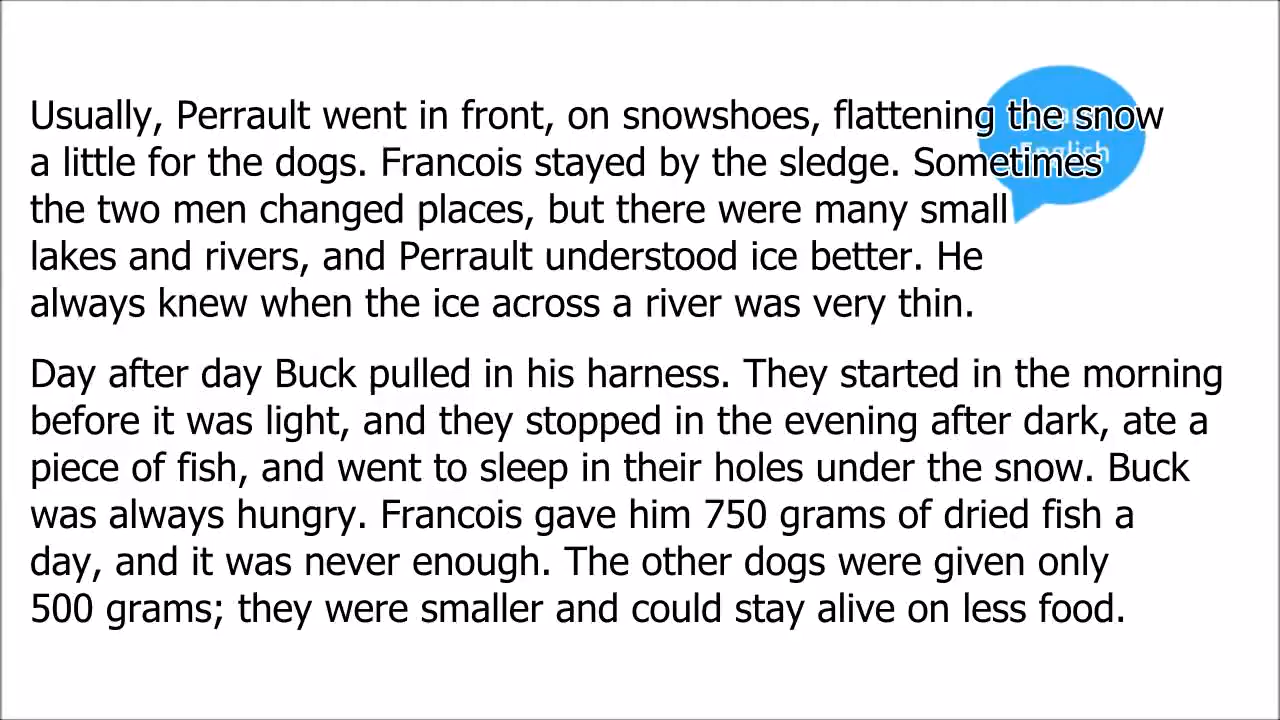 Usually, Perrault went in front, on snowshoes, flattening the snow
a little for the dogs. Francois stayed by the sledge. Sometimes
the two men changed places, but there were many small
lakes and rivers, and Perrault understood ice better. He
always knew when the ice across a river was very thin.
Day after day Buck pulled in his harness. They started in the morning
before it was light, and they stopped in the evening after dark, ate a
piece of fish, and went to sleep in their holes under the snow. Buck
was always hungry. Francois gave him 750 grams of dried fish a
day, and it was never enough. The other dogs were given only
500 grams; they were smaller and could stay alive on less food.
English